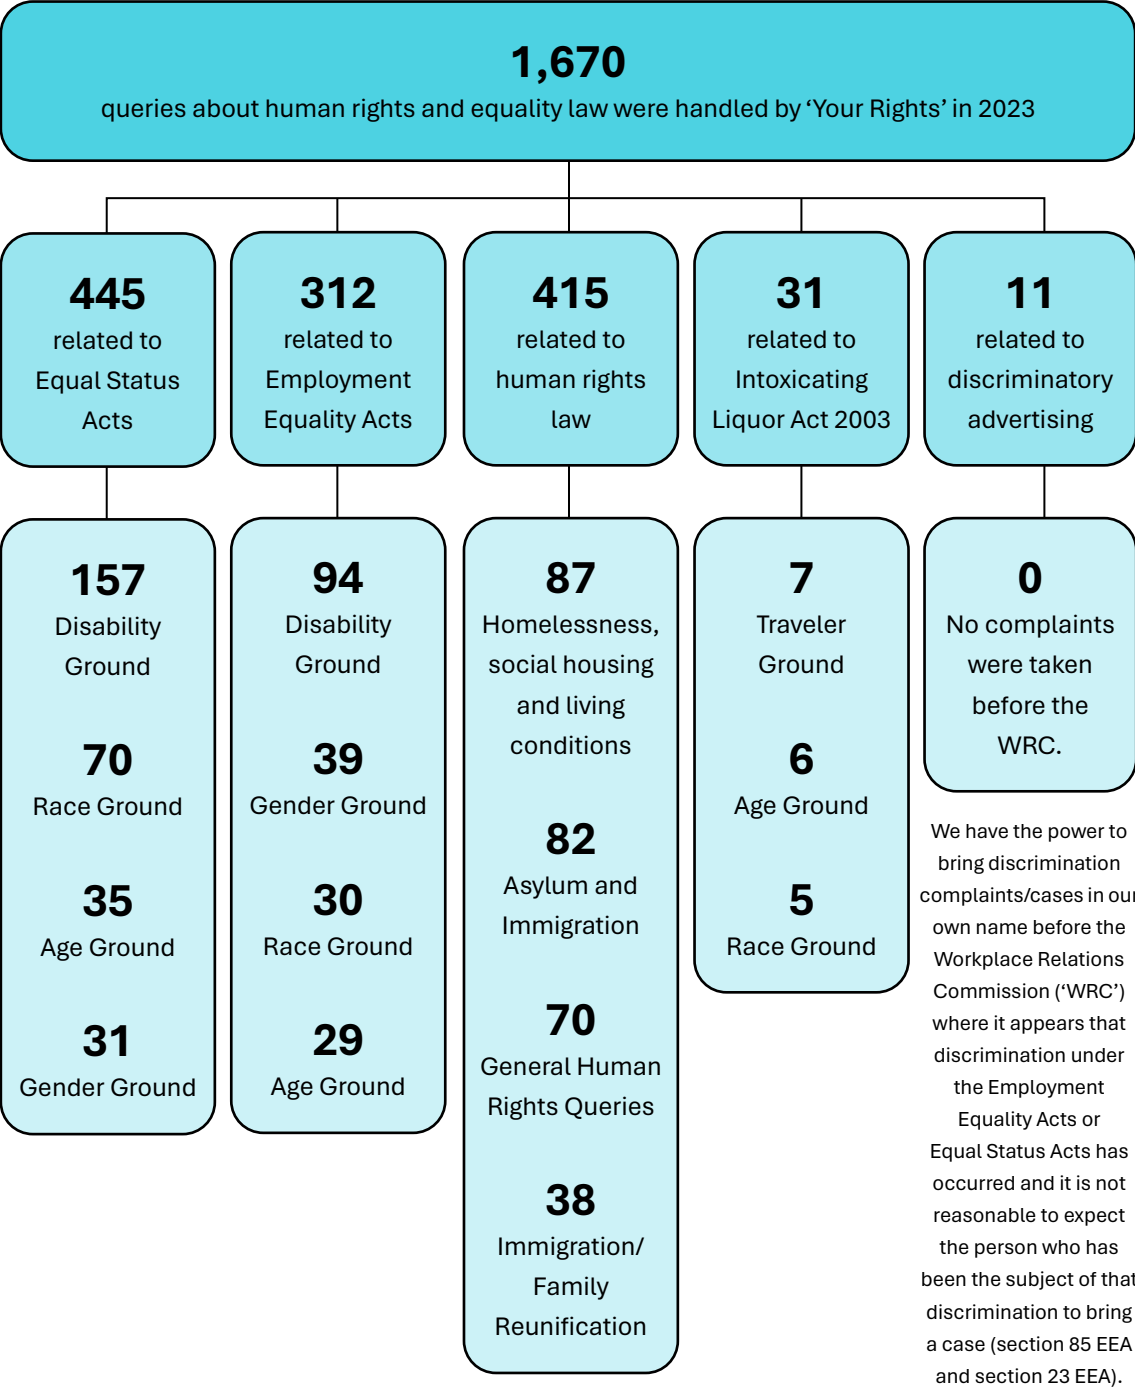 1,670
queries about human rights and equality law were handled by ‘Your Rights’ in 2023
445
related to
Equal Status
Acts
312
related to
Employment
Equality Acts
415
related to
human rights
law
31
related to
Intoxicating
Liquor Act 2003
11
related to
discriminatory
advertising
157
Disability
Ground
70
Race Ground
35
Age Ground
31
Gender Ground
94
Disability
Ground
39
Gender Ground
30
Race Ground
29
Age Ground
87
Homelessness,
social housing
and living
conditions
82
Asylum and
Immigration
70
General Human
Rights Queries
38
Immigration/
Family
Reunification
7
Traveler
Ground
6
Age Ground
5
Race Ground
0
No complaints
were taken
before the
WRC.
We have the power to
bring discrimination
complaints/cases in our
own name before the
Workplace Relations
Commission (‘WRC’)
where it appears that
discrimination under
the Employment
Equality Acts or
Equal Status Acts has
occurred and it is not
reasonable to expect
the person who has
been the subject of that
discrimination to bring
a case (section 85 EEA
and section 23 EEA).